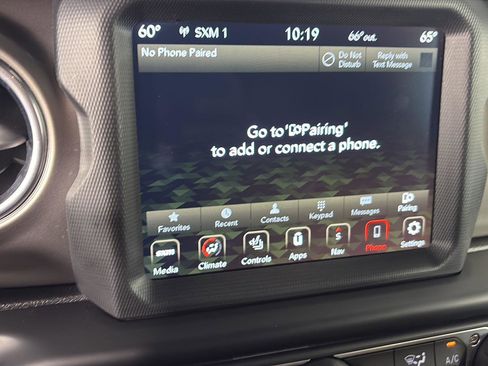 60° SXM 1 10:19 66°out. 65°
No Phone Paired
Do Not
Disturb
Reply with
Text Message
Go to 'Pairing'
to add or connect a phone.
Favorites Recent Contacts Keypad Messages Pairing
Media Climate Controls Apps Nav Phone Settings
A/C